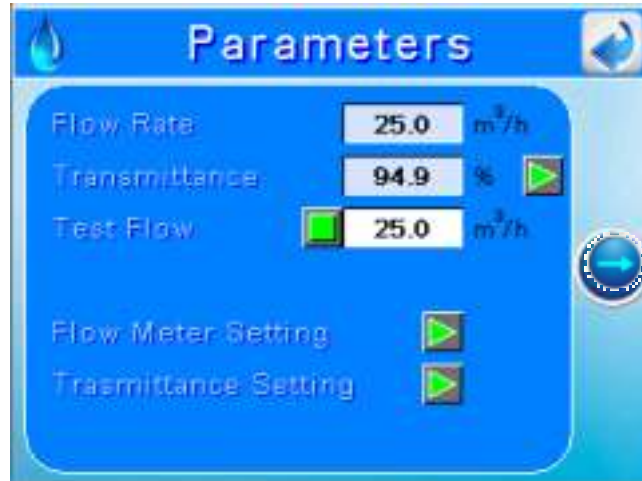 Parameters
Flow Rate 25.0 m³/h
Transmittance 94.9 %
Test Flow 25.0 m³/h
Flow Meter Setting
Trasmittance Setting